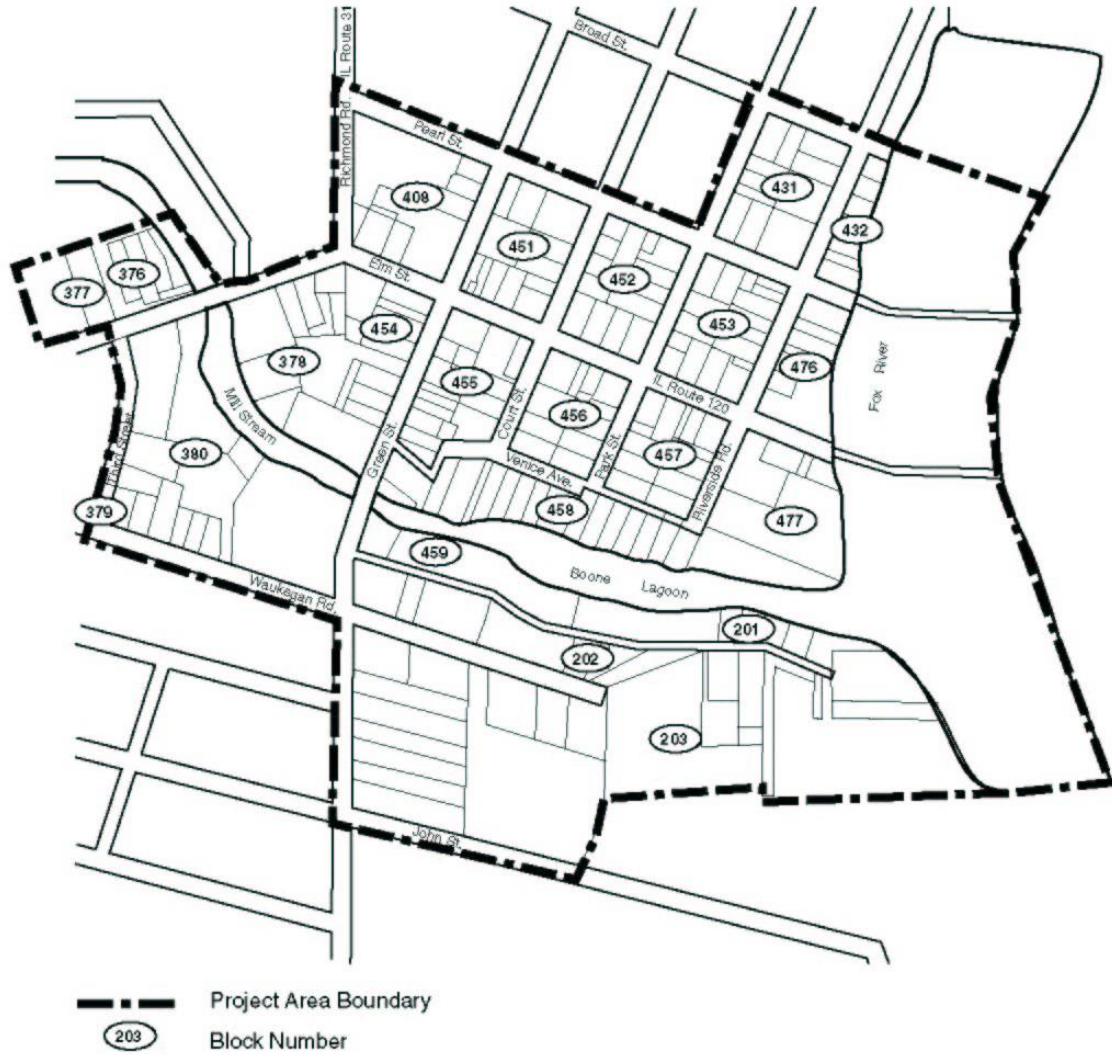 IL Route 31
Broad St.
Richmond Rd.
Pearl St.
408
431
432
451
452
376
377
Elm St.
453
454
378
476
455
IL Route 120
Fox River
Mill Stream
Court St.
456
Green St.
Park St.
457
Riverside Rd.
Venice Ave.
380
Third Street
458
477
379
459
Boone Lagoon
Waukegan Rd.
201
202
203
John St.
Project Area Boundary
203 Block Number